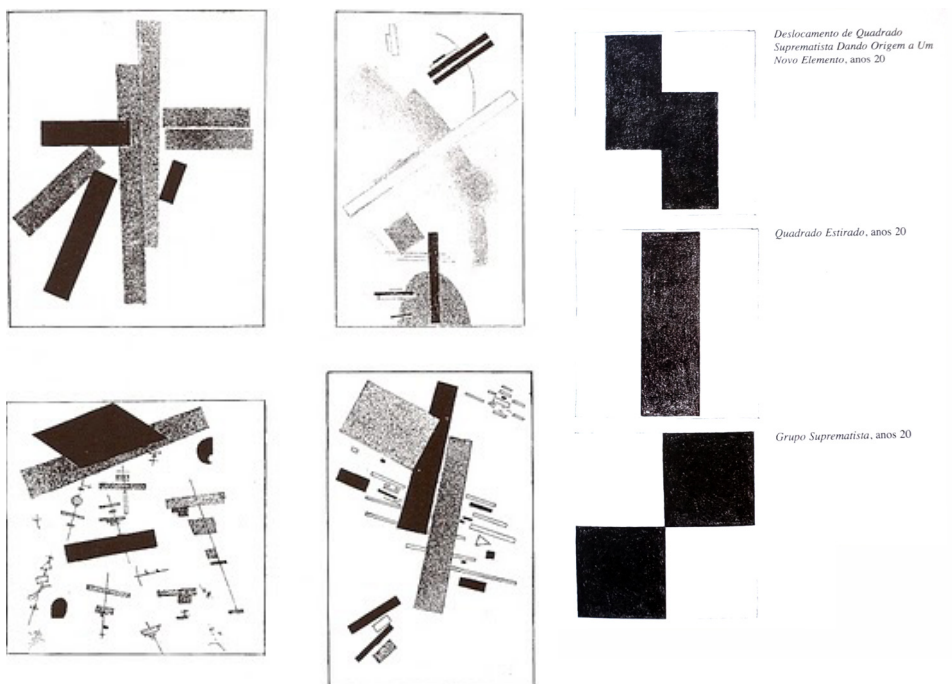 Deslocamento de Quadrado
Suprematista Dando Origem a Um
Novo Elemento, anos 20
Quadrado Estirado, anos 20
Grupo Suprematista, anos 20